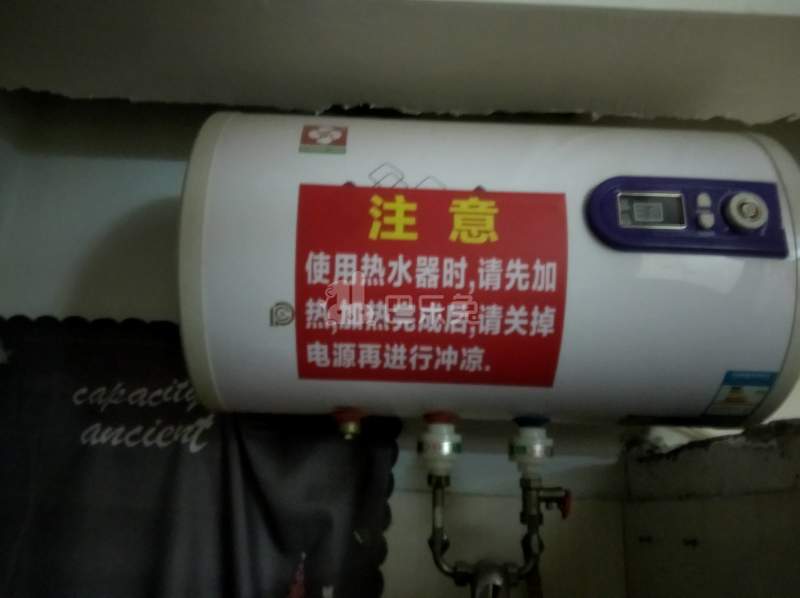 注意
使用热水器时,请先加
热,加热完成后,请关掉
电源再进行冲凉.
capacity
ancient